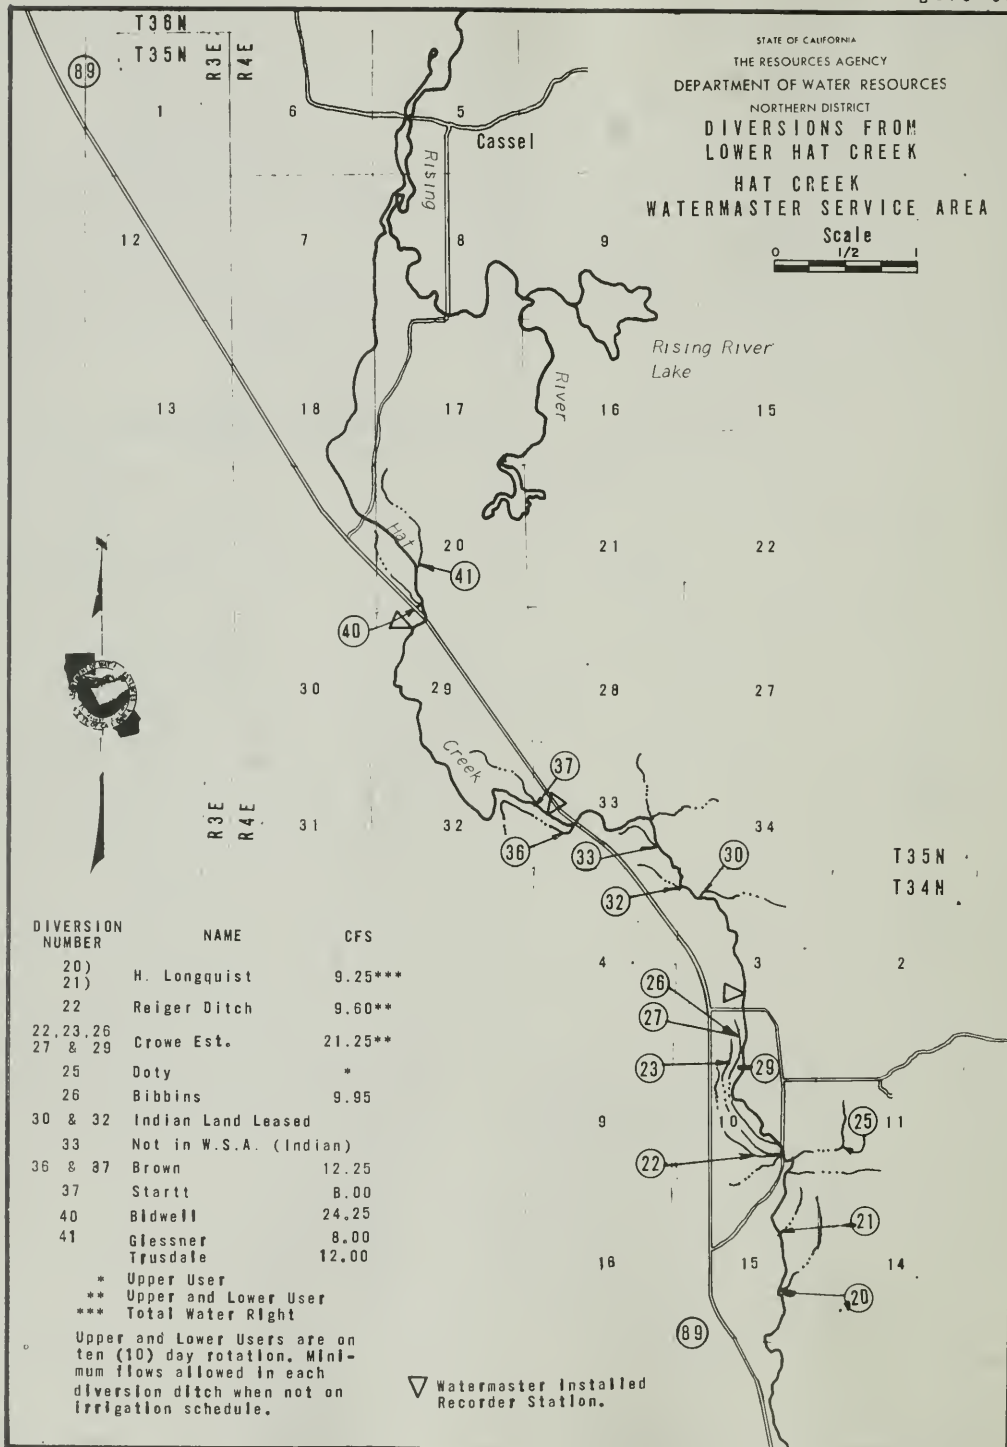 T36N
T35N
R3E
R4E
89
STATE OF CALIFORNIA
THE RESOURCES AGENCY
DEPARTMENT OF WATER RESOURCES
NORTHERN DISTRICT
DIVERSIONS FROM
LOWER HAT CREEK
HAT CREEK
WATERMASTER SERVICE AREA
Scale
0 1/2 1
1 6 5
Cassel
Rising
12 7 8 9
Rising River
Lake
River
13 18 17 16 15
Hat
20 21 22
41
40
30 29 28 27
Creek
37
R3E
R4E
31 32 33 34
36 33 30
T35N
T34N
32
4 3 2
26
27
23 29
9 10 11
25
22
21
16 15 14
20
89
DIVERSION
NUMBER NAME CFS
20)
21) H. Longquist 9.25***
22 Reiger Ditch 9.60**
22,23,26
27 & 29 Crowe Est. 21.25**
25 Doty *
26 Bibbins 9.95
30 & 32 Indian Land Leased
33 Not in W.S.A. (Indian)
36 & 37 Brown 12.25
37 Startt 8.00
40 Bidwell 24.25
41 Glessner 8.00
Trusdale 12.00
* Upper User
** Upper and Lower User
*** Total Water Right
Upper and Lower Users are on
ten (10) day rotation. Mini-
mum flows allowed in each
diversion ditch when not on
irrigation schedule.
Watermaster Installed
Recorder Station.